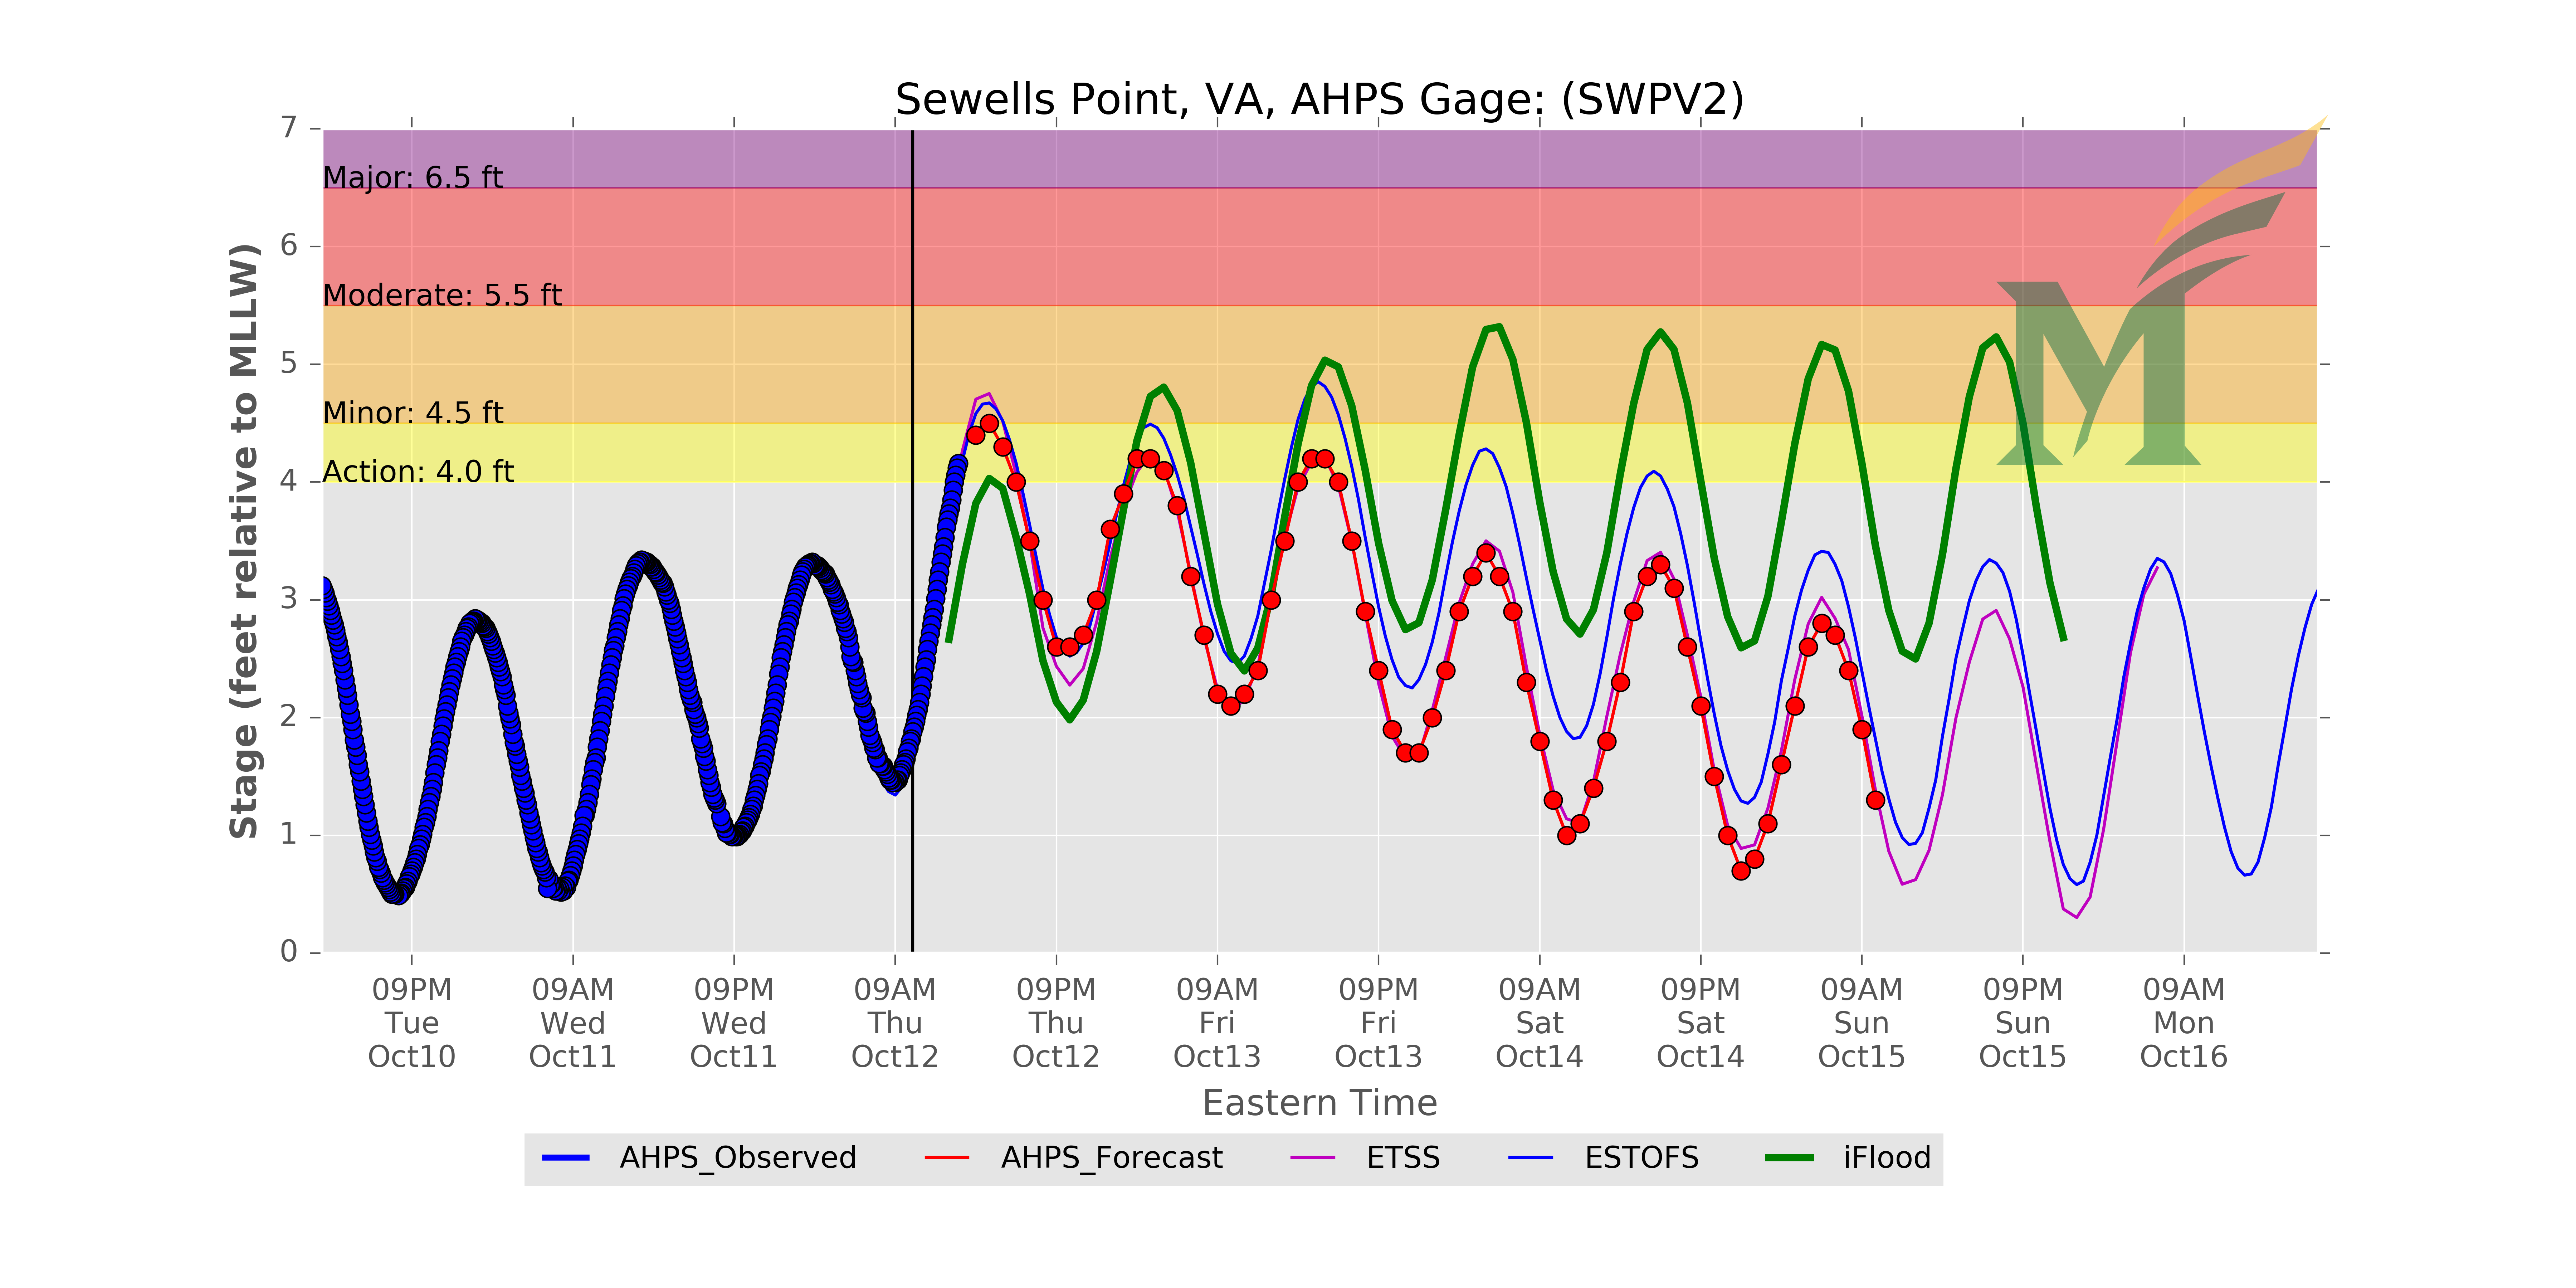 Sewells Point, VA, AHPS Gage: (SWPV2)
7
6
5
4
3
2
1
0
Stage (feet relative to MLLW)
Major: 6.5 ft
Moderate: 5.5 ft
Minor: 4.5 ft
Action: 4.0 ft
M
09PM 09AM 09PM 09AM 09PM 09AM 09PM 09AM 09PM 09AM 09PM 09AM
Tue Wed Wed Thu Thu Fri Fri Sat Sat Sun Sun Mon
Oct10 Oct11 Oct11 Oct12 Oct12 Oct13 Oct13 Oct14 Oct14 Oct15 Oct15 Oct16
Eastern Time
AHPS_Observed AHPS_Forecast ETSS ESTOFS iFlood